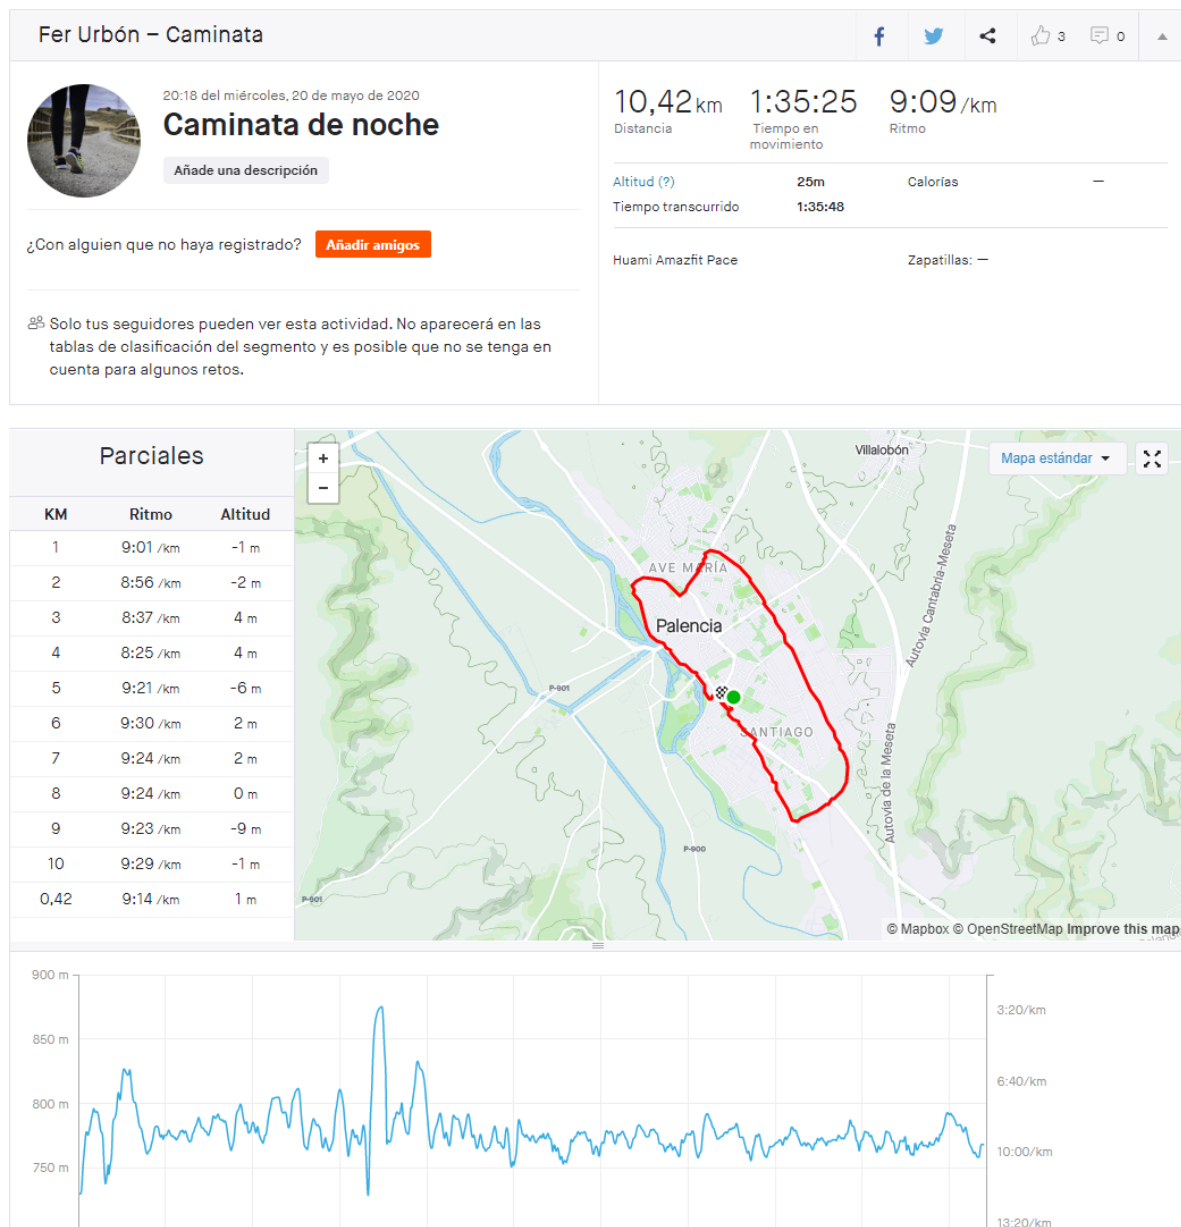 Fer Urbón – Caminata
3
0
20:18 del miércoles, 20 de mayo de 2020
Caminata de noche
Añade una descripción
¿Con alguien que no haya registrado?
Añadir amigos
Solo tus seguidores pueden ver esta actividad. No aparecerá en las
tablas de clasificación del segmento y es posible que no se tenga en
cuenta para algunos retos.
10,42 km 1:35:25 9:09 /km
Distancia Tiempo en Ritmo
movimiento
Altitud (?) 25m Calorías —
Tiempo transcurrido 1:35:48
Huami Amazfit Pace Zapatillas: —
Parciales
KM Ritmo Altitud
1 9:01 /km -1 m
2 8:56 /km -2 m
3 8:37 /km 4 m
4 8:25 /km 4 m
5 9:21 /km -6 m
6 9:30 /km 2 m
7 9:24 /km 2 m
8 9:24 /km 0 m
9 9:23 /km -9 m
10 9:29 /km -1 m
0,42 9:14 /km 1 m
+
−
Villalobón
Mapa estándar
AVE MARÍA
Palencia
Autovía Cantabria-Meseta
P-901
SANTIAGO
Autovía de la Meseta
P-900
P-901
© Mapbox © OpenStreetMap Improve this map
900 m
850 m
800 m
750 m
3:20/km
6:40/km
10:00/km
13:20/km